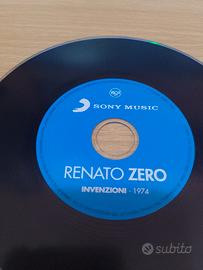 RCA
SONY MUSIC
RENATO ZERO
INVENZIONI - 1974
subito